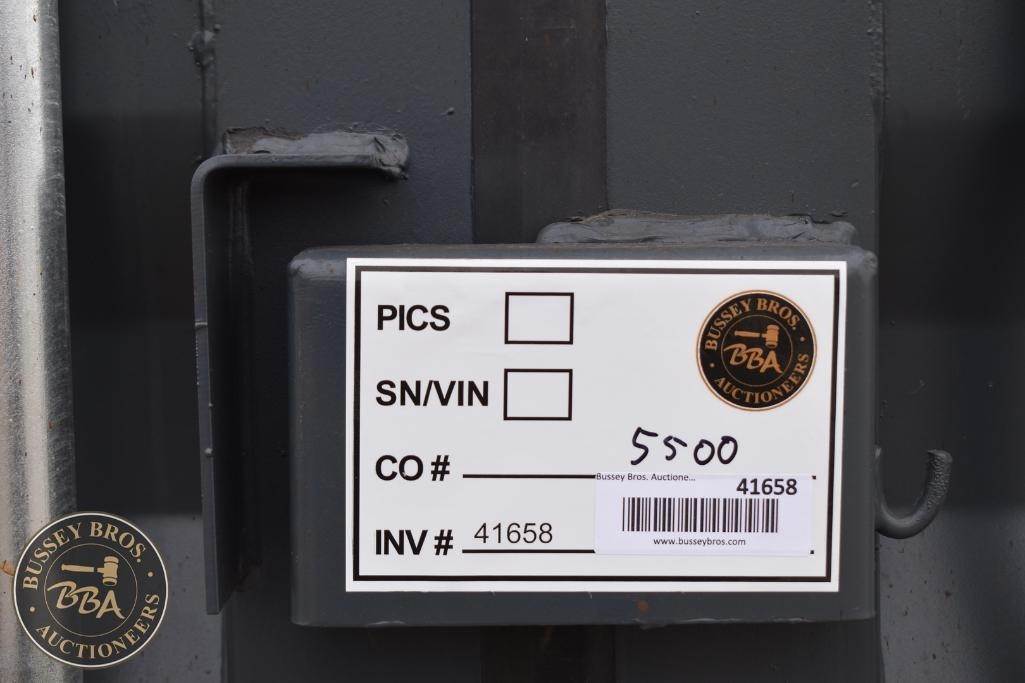 PICS
BUSSEY BROS.
BBA
AUCTIONEERS
SN/VIN
5500
CO #
Bussey Bros. Auctione...
41658
INV # 41658
www.busseybros.com
BUSSEY BROS.
BBA
AUCTIONEERS